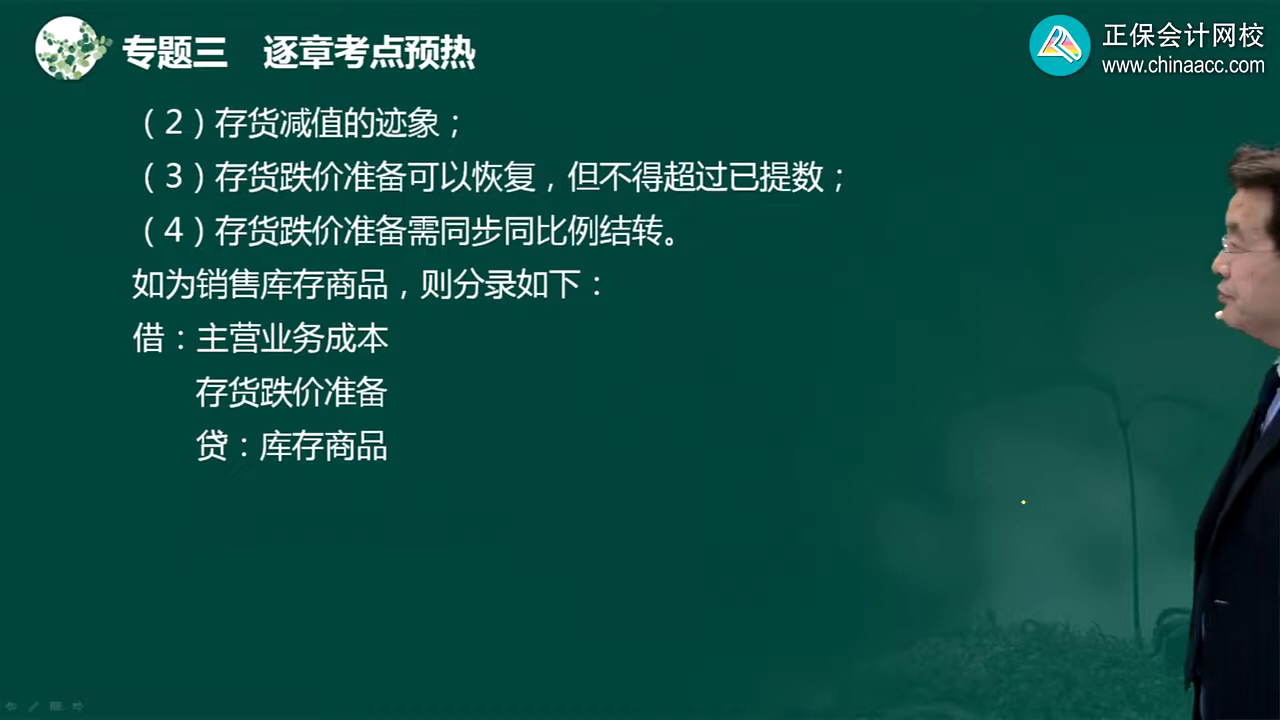 专题三 逐章考点预热
正保会计网校
www.chinaacc.com
（2）存货减值的迹象；
（3）存货跌价准备可以恢复，但不得超过已提数；
（4）存货跌价准备需同步同比例结转。
如为销售库存商品，则分录如下：
借：主营业务成本
存货跌价准备
贷：库存商品